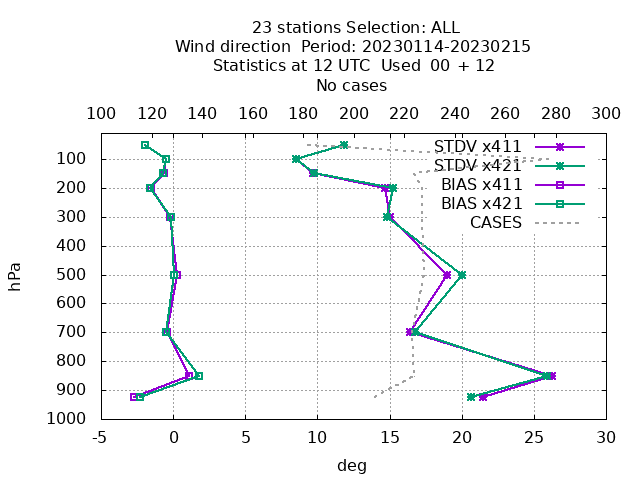 23 stations Selection: ALL
Wind direction  Period: 20230114-20230215
Statistics at 12 UTC  Used  00 + 12
No cases
100 120 140 160 180 200 220 240 260 280 300
STDV x411
STDV x421
BIAS x411
BIAS x421
CASES
hPa
100
200
300
400
500
600
700
800
900
1000
-5 0 5 10 15 20 25 30
deg